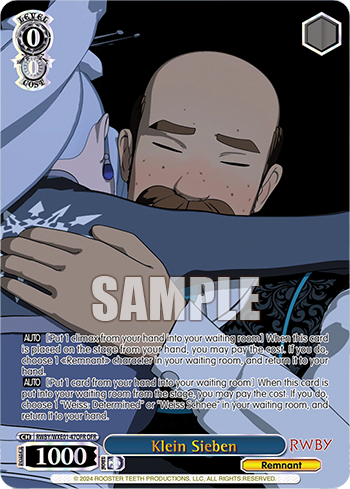 LEVEL
0
0
COST
SAMPLE
AUTO [Put 1 climax from your hand into your waiting room] When this card
is placed on the stage from your hand, you may pay the cost. If you do,
choose 1 «Remnant» character in your waiting room, and return it to your
hand.
AUTO [Put 1 card from your hand into your waiting room] When this card is
put into your waiting room from the stage, you may pay the cost. If you do,
choose 1 "Weiss: Determined" or "Weiss Schnee" in your waiting room, and
return it to your hand.
CH
Klein Sieben
RWBY
POWER
1000
Remnant
© 2024 ROOSTER TEETH PRODUCTIONS, LLC, ALL RIGHTS RESERVED.